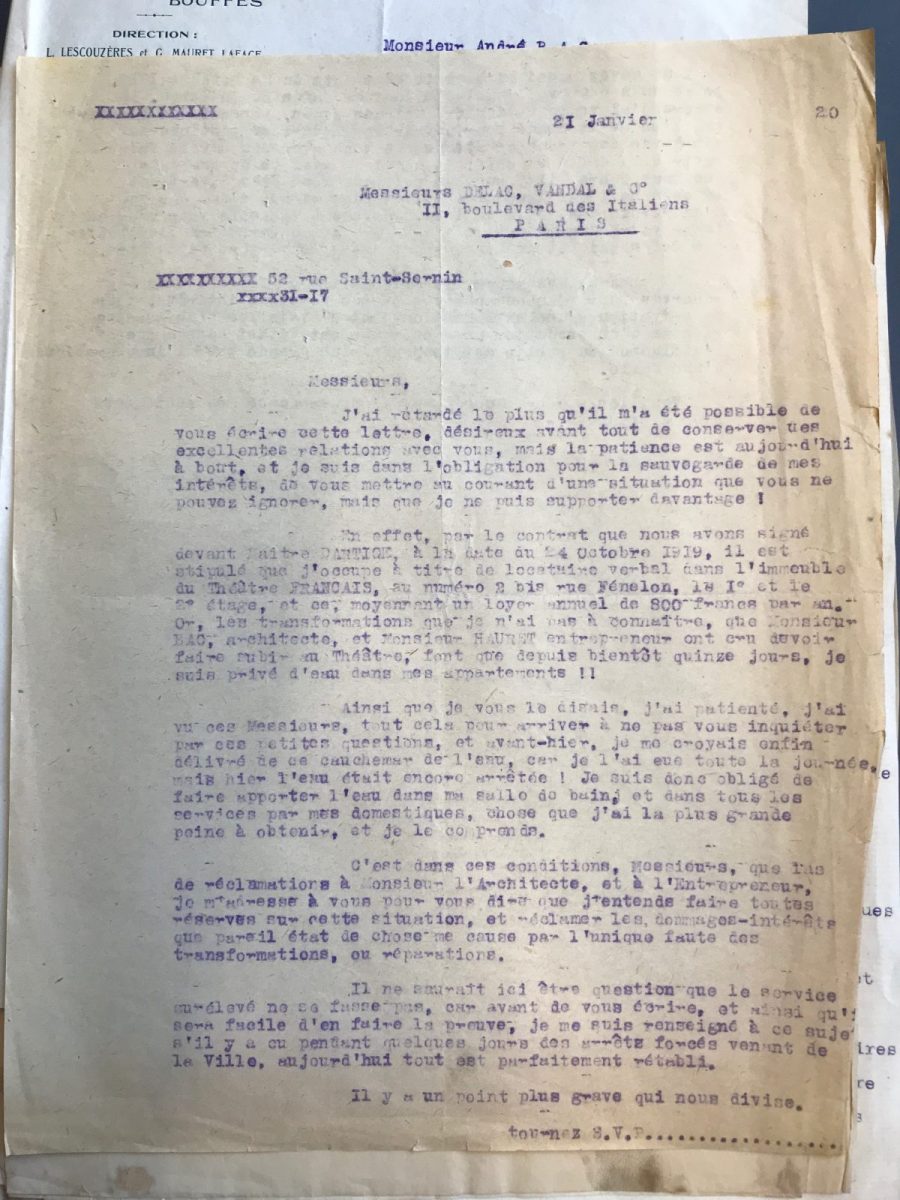 BOUFFES
DIRECTION :
L. LESCOUZÈRES et G. MAURET LAFAGE
Monsieur André B A C
XXXXXXXXXXXX
21 Janvier
20
Messieurs DELAC, VANDAL & C°
II, boulevard des Italiens
P A R I S
XXXXXXXXXX 52 rue Saint-Sernin
XXXX31-17
Messieurs,
J'ai retardé le plus qu'il m'a été possible de
vous écrire cette lettre, désireux avant tout de conserver des
excellentes relations avec vous, mais la patience est aujourd'hui
à bout, et je suis dans l'obligation pour la sauvegarde de mes
intérêts, de vous mettre au courant d'une situation que vous ne
pouvez ignorer, mais que je ne puis supporter davantage !
En effet, par le contrat que nous avons signé
devant Maitre DARTIGE, à la date du 24 Octobre 1919, il est
stipulé que j'occupe à titre de locataire verbal dans l'immeuble
du Théâtre FRANCAIS, au numéro 2 bis rue Fénelon, le I° et le
2° étage, et ce, moyennant un loyer annuel de 800 francs par an.
Or, les transformations que je n'ai pas à connaître, que Monsieur
BAC, architecte, et Monsieur HAURET entrepreneur ont cru devoir
faire subir au Théâtre, font que depuis bientôt quinze jours, je
suis privé d'eau dans mes appartements !!
Ainsi que je vous le disais, j'ai patienté, j'ai
vu ces Messieurs, tout cela pour arriver à ne pas vous inquiéter
par ces petites questions, et avant-hier, je me croyais enfin
délivré de ce cauchemar de l'eau, car je l'ai eue toute la journée,
mais hier l'eau était encore arrêtée ! Je suis donc obligé de
faire apporter l'eau dans ma salle de bain, et dans tous les
services par mes domestiques, chose que j'ai la plus grande
peine à obtenir, et je le comprends.
C'est dans ces conditions, Messieurs, que las
de réclamations à Monsieur l'Architecte, et à l'Entrepreneur,
je m'adresse à vous pour vous dire que j'entends faire toutes
réserves sur cette situation, et réclamer les dommages-intérêts
que pareil état de chose me cause par l'unique faute des
transformations, ou réparations.
Il ne saurait ici être question que le service
surélevé ne se fasse pas, car avant de vous écrire, et ainsi qu'i
sera facile d'en faire la preuve, je me suis renseigné à ce suje
s'il y a eu pendant quelques jours des arrêts forcés venant de
la Ville, aujourd'hui tout est parfaitement rétabli.
Il y a un point plus grave qui nous divise.
tournez S.V.P...................
e
ues
et
ires
re
s